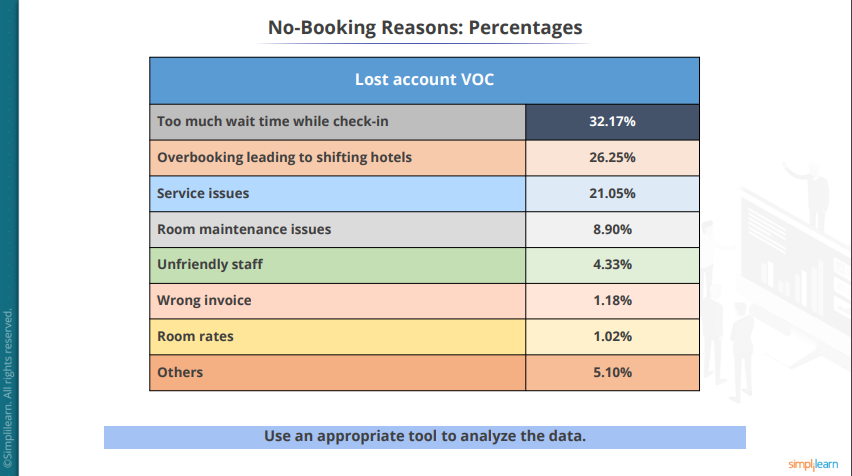 No-Booking Reasons: Percentages
Lost account VOC
Too much wait time while check-in 32.17%
Overbooking leading to shifting hotels 26.25%
Service issues 21.05%
Room maintenance issues 8.90%
Unfriendly staff 4.33%
Wrong invoice 1.18%
Room rates 1.02%
Others 5.10%
Use an appropriate tool to analyze the data.
©Simplilearn. All rights reserved.
simplilearn